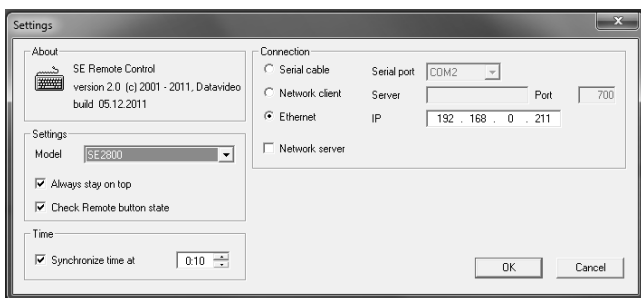 Settings
About
SE Remote Control
version 2.0 (c) 2001 - 2011, Datavideo
build 05.12.2011
Settings
Model SE2800
Always stay on top
Check Remote button state
Time
Synchronize time at 0:10
Connection
Serial cable Serial port COM2
Network client Server Port 700
Ethernet IP 192 . 168 . 0 . 211
Network server
OK Cancel